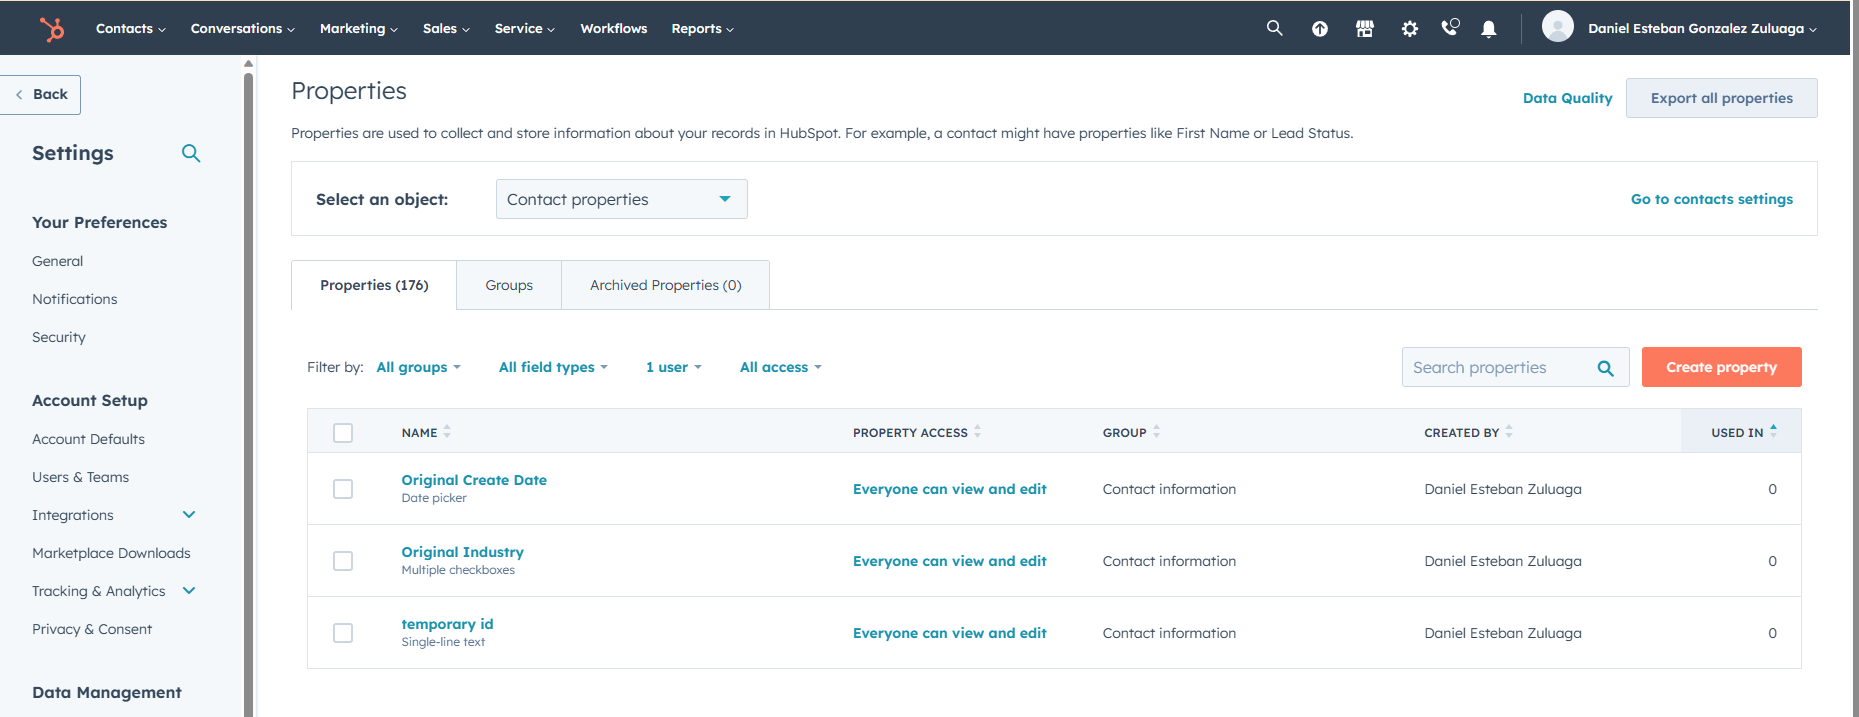 Contacts Conversations Marketing Sales Service Workflows Reports Daniel Esteban Gonzalez Zuluaga
Back
Settings
Your Preferences
General
Notifications
Security
Account Setup
Account Defaults
Users & Teams
Integrations
Marketplace Downloads
Tracking & Analytics
Privacy & Consent
Data Management
Properties
Data Quality Export all properties
Properties are used to collect and store information about your records in HubSpot. For example, a contact might have properties like First Name or Lead Status.
Select an object: Contact properties Go to contacts settings
Properties (176) Groups Archived Properties (0)
Filter by: All groups All field types 1 user All access Search properties Create property
NAME PROPERTY ACCESS GROUP CREATED BY USED IN
Original Create Date
Date picker
Everyone can view and edit Contact information Daniel Esteban Zuluaga 0
Original Industry
Multiple checkboxes
Everyone can view and edit Contact information Daniel Esteban Zuluaga 0
temporary id
Single-line text
Everyone can view and edit Contact information Daniel Esteban Zuluaga 0